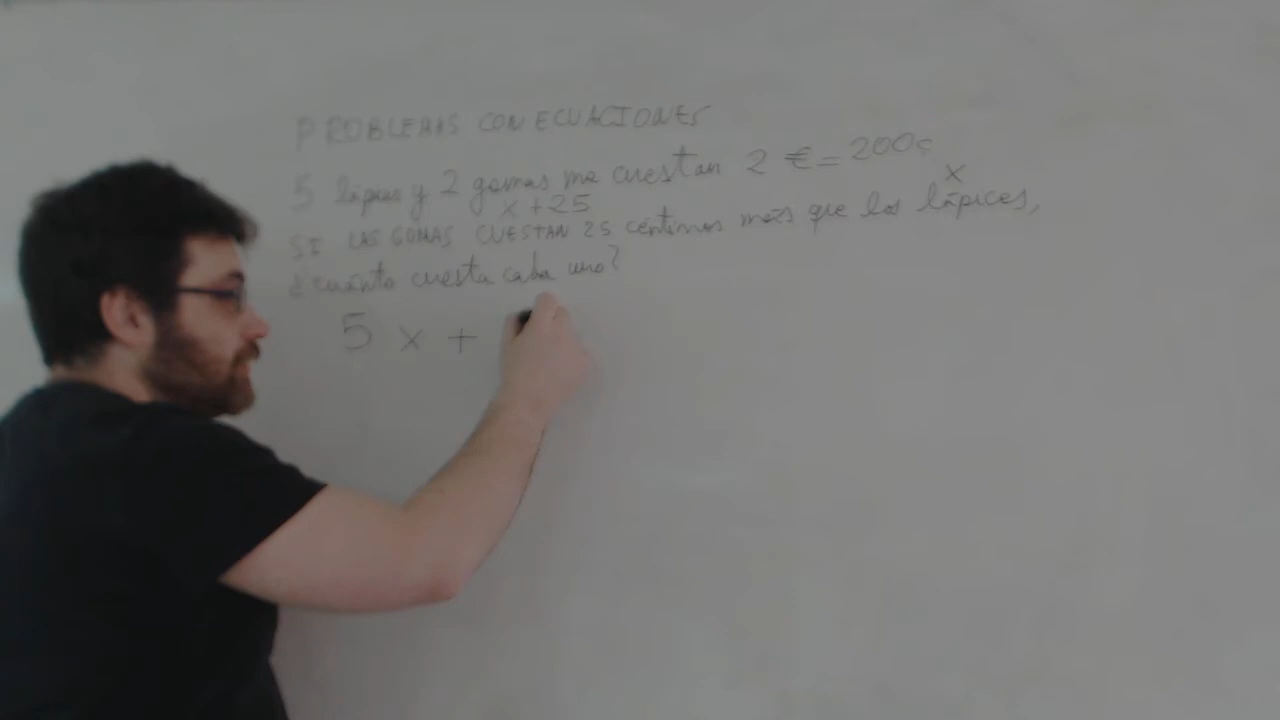 PROBLEMAS CON ECUACIONES
5 lápices y 2 gomas me cuestan 2 € = 200c
x + 25
x
SI LAS GOMAS CUESTAN 25 céntimos más que los lápices,
¿cuánto cuesta caba uno?
5 x +